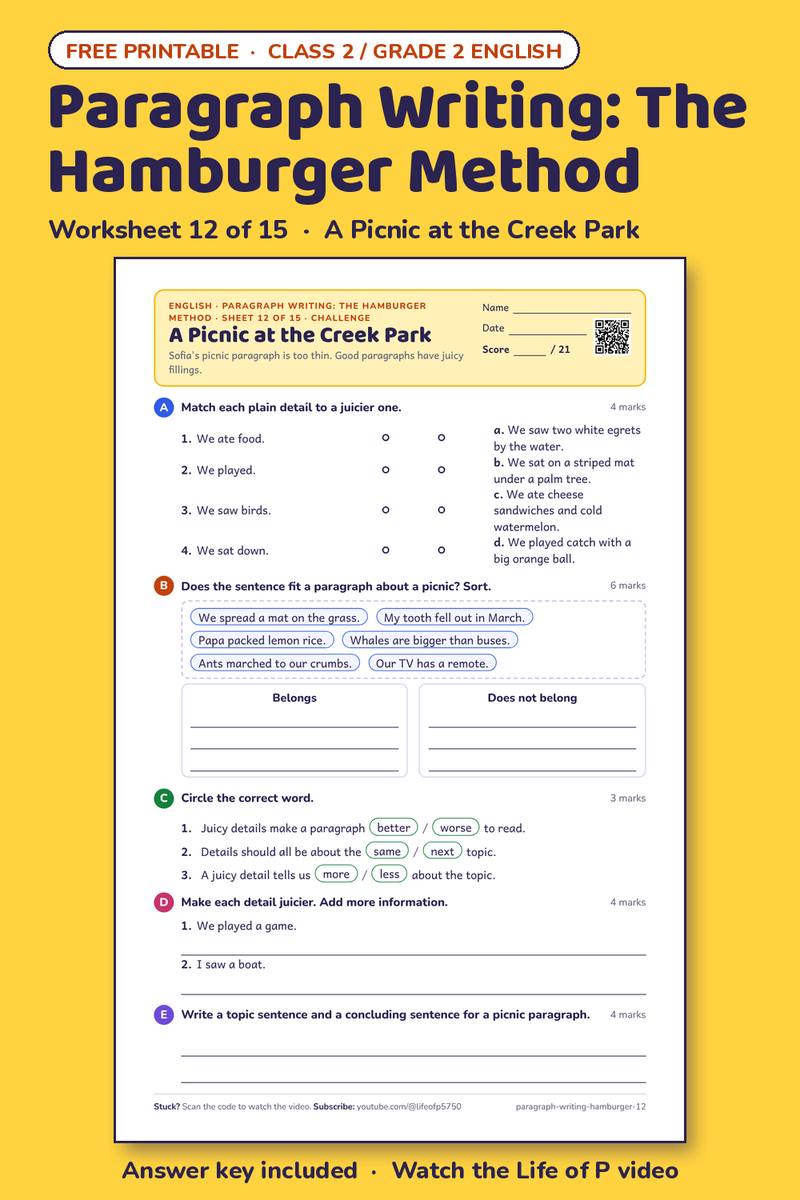 FREE PRINTABLE · CLASS 2 / GRADE 2 ENGLISH
Paragraph Writing: The
Hamburger Method
Worksheet 12 of 15 · A Picnic at the Creek Park
ENGLISH · PARAGRAPH WRITING: THE HAMBURGER
METHOD · SHEET 12 OF 15 · CHALLENGE
A Picnic at the Creek Park
Sofia's picnic paragraph is too thin. Good paragraphs have juicy
fillings.
Name
Date
Score / 21
A Match each plain detail to a juicier one. 4 marks
1. We ate food.
2. We played.
3. We saw birds.
4. We sat down.
a. We saw two white egrets
by the water.
b. We sat on a striped mat
under a palm tree.
c. We ate cheese
sandwiches and cold
watermelon.
d. We played catch with a
big orange ball.
B Does the sentence fit a paragraph about a picnic? Sort. 6 marks
We spread a mat on the grass. My tooth fell out in March.
Papa packed lemon rice. Whales are bigger than buses.
Ants marched to our crumbs. Our TV has a remote.
Belongs
Does not belong
C Circle the correct word. 3 marks
1. Juicy details make a paragraph better / worse to read.
2. Details should all be about the same / next topic.
3. A juicy detail tells us more / less about the topic.
D Make each detail juicier. Add more information. 4 marks
1. We played a game.
2. I saw a boat.
E Write a topic sentence and a concluding sentence for a picnic paragraph. 4 marks
Stuck? Scan the code to watch the video. Subscribe: youtube.com/@lifeofp5750 paragraph-writing-hamburger-12
Answer key included · Watch the Life of P video